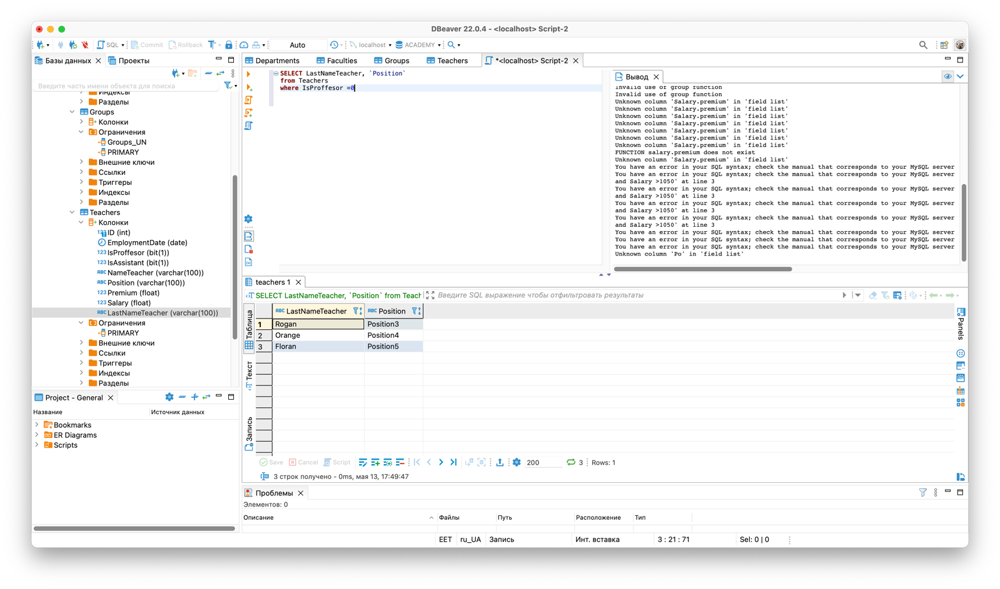 DBeaver 22.0.4 - <localhost> Script-2
SQL
Commit
Rollback
Auto
localhost
ACADEMY
Базы данных
Проекты
Введите часть имени объекта для поиска
Индексы
Разделы
Groups
Колонки
Ограничения
Groups_UN
PRIMARY
Внешние ключи
Ссылки
Триггеры
Индексы
Разделы
Teachers
Колонки
123 ID (int)
EmploymentDate (date)
123 IsProffesor (bit(1))
123 IsAssistant (bit(1))
ABC NameTeacher (varchar(100))
ABC Position (varchar(100))
123 Premium (float)
123 Salary (float)
ABC LastNameTeacher (varchar(100))
Ограничения
PRIMARY
Внешние ключи
Ссылки
Триггеры
Индексы
Разделы
Project - General
Название
Источник данных
Bookmarks
ER Diagrams
Scripts
Departments
Faculties
Groups
Teachers
*<localhost> Script-2
SELECT LastNameTeacher, `Position`
from Teachers
where IsProffesor =0
Вывод
Invalid use of group function
Invalid use of group function
Unknown column 'Salary.premium' in 'field list'
Unknown column 'Salary.premium' in 'field list'
Unknown column 'Salary.premium' in 'field list'
Unknown column 'Salary.premium' in 'field list'
Unknown column 'Salary.premium' in 'field list'
Unknown column 'Salary.premium' in 'field list'
Unknown column 'Salary.premium' in 'field list'
FUNCTION salary.premium does not exist
Unknown column 'Salary.premium' in 'field list'
You have an error in your SQL syntax; check the manual that corresponds to your MySQL server
You have an error in your SQL syntax; check the manual that corresponds to your MySQL server
and Salary >1050' at line 3
You have an error in your SQL syntax; check the manual that corresponds to your MySQL server
and Salary >1050' at line 3
You have an error in your SQL syntax; check the manual that corresponds to your MySQL server
and Salary >1050' at line 3
You have an error in your SQL syntax; check the manual that corresponds to your MySQL server
and Salary >1050' at line 3
You have an error in your SQL syntax; check the manual that corresponds to your MySQL server
You have an error in your SQL syntax; check the manual that corresponds to your MySQL server
You have an error in your SQL syntax; check the manual that corresponds to your MySQL server
Unknown column 'Po' in 'field list'
teachers 1
SELECT LastNameTeacher, `Position` from Teach
Введите SQL выражение чтобы отфильтровать результаты
Таблица
Текст
Запись
ABC LastNameTeacher
ABC Position
1 Rogan Position3
2 Orange Position4
3 Floran Position5
Panels
Save
Cancel
Script
200
3
Rows: 1
3 строк получено - 0ms, мая 13, 17:49:47
Проблемы
Элементов: 0
Описание
Файлы
Путь
Расположение
Тип
EET
ru_UA
Запись
Инт. вставка
3 : 21 : 71
Sel: 0 | 0